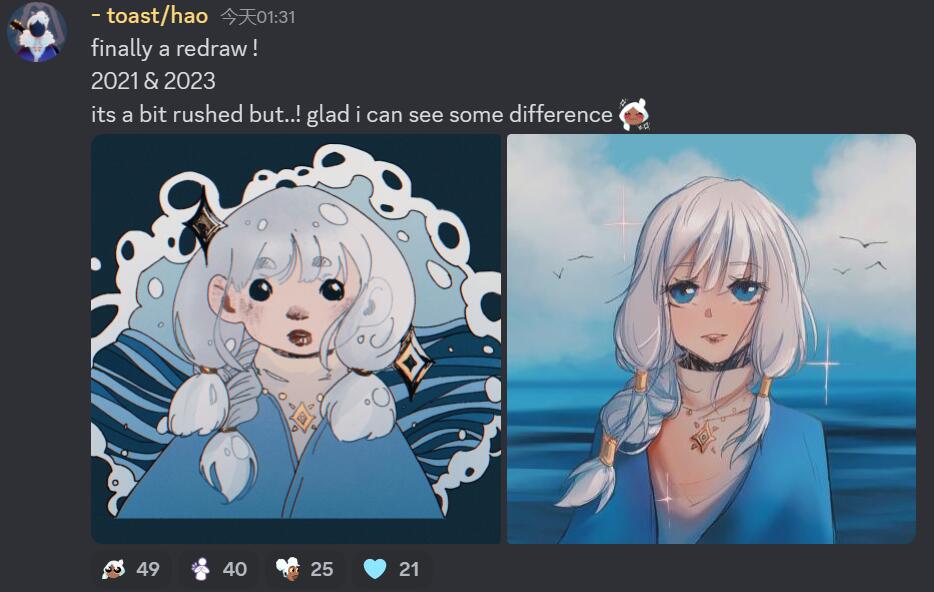 - toast/hao 今天01:31
finally a redraw !
2021 & 2023
its a bit rushed but..! glad i can see some difference
49 40 25 21